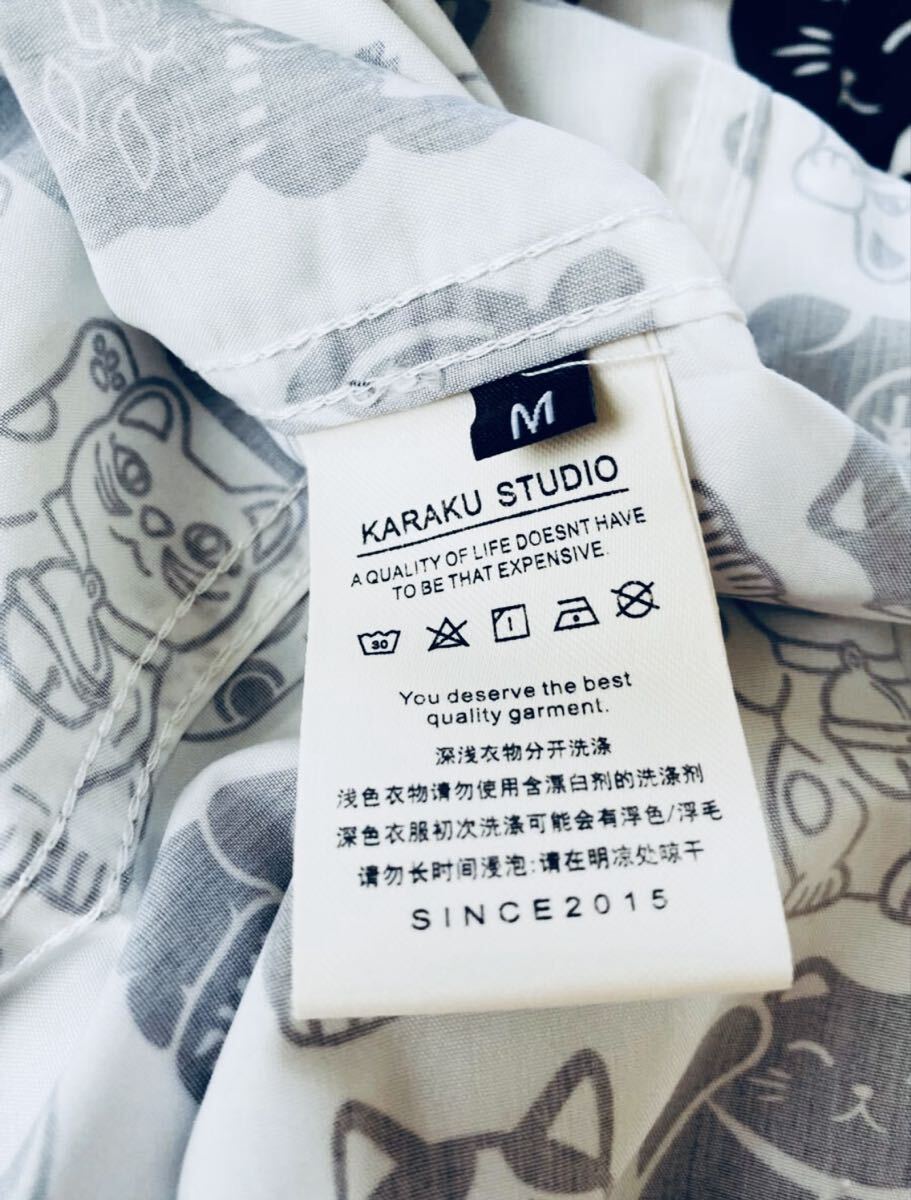 M
KARAKU STUDIO
A QUALITY OF LIFE DOESNT HAVE
TO BE THAT EXPENSIVE.
30
You deserve the best
quality garment.
深浅衣物分开洗涤
浅色衣物请勿使用含漂白剂的洗涤剂
深色衣服初次洗涤可能会有浮色/浮毛
请勿长时间浸泡:请在明凉处晾干
SINCE2015